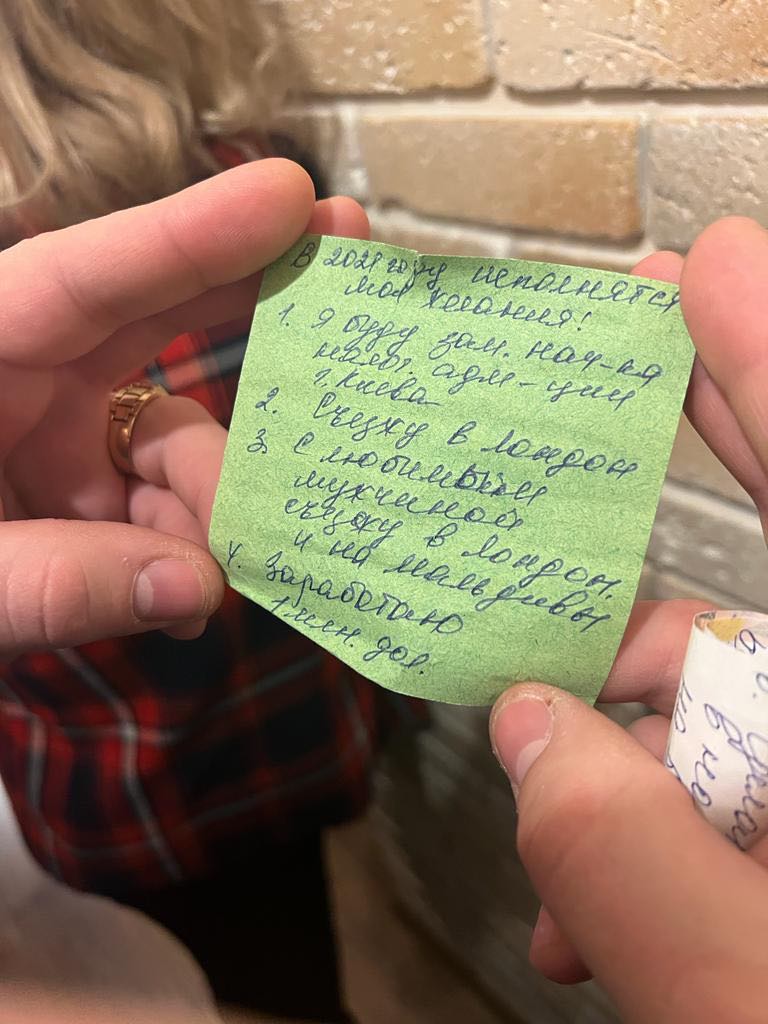 В 2021 году исполнятся
мои желания!
1. Я буду зам. нач-ка
налог. адм-ции
г. Киева
2. Съезжу в Лондон
3. С любимым
мужчиной
съезжу в Лондон.
и на Мальдивы
4. Заработаю
1 млн. дол.